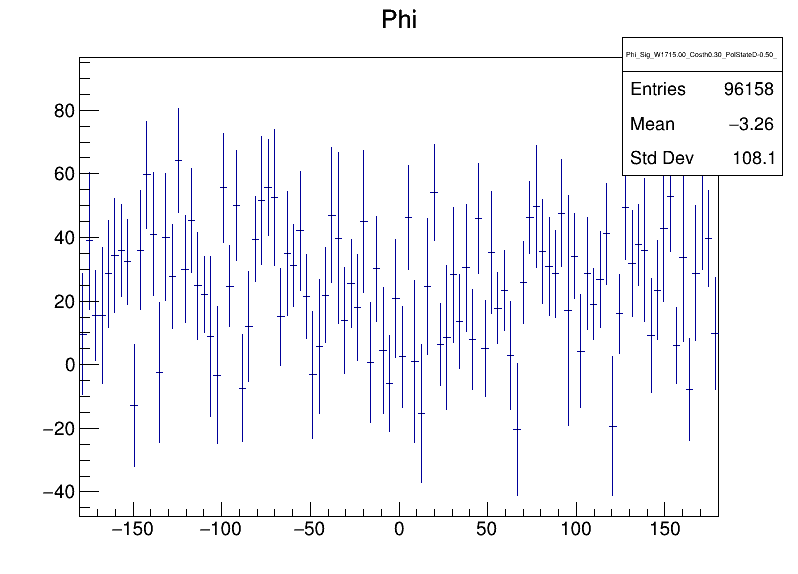 Phi
Phi_Sig_W1715.00_Costh0.30_PolStateD-0.50_
Entries 96158
Mean −3.26
Std Dev 108.1
80
60
40
20
0
−20
−40
−150 −100 −50 0 50 100 150